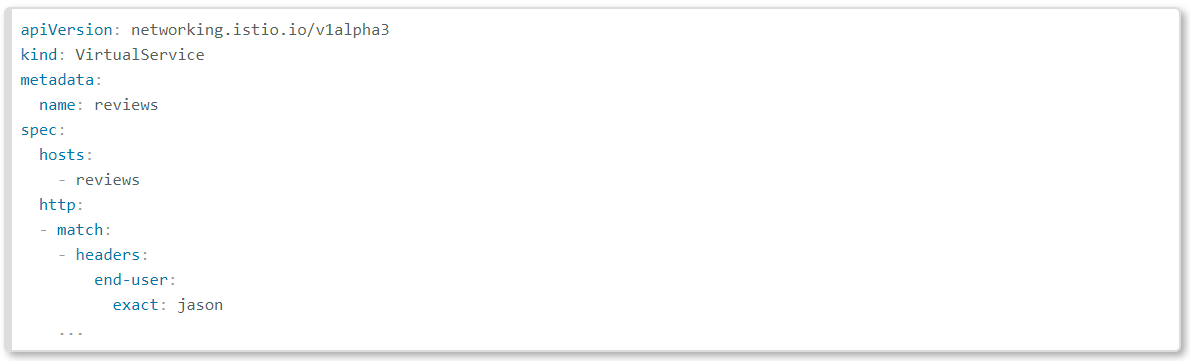 apiVersion: networking.istio.io/v1alpha3
kind: VirtualService
metadata:
  name: reviews
spec:
  hosts:
    - reviews
  http:
  - match:
    - headers:
        end-user:
          exact: jason
    ...